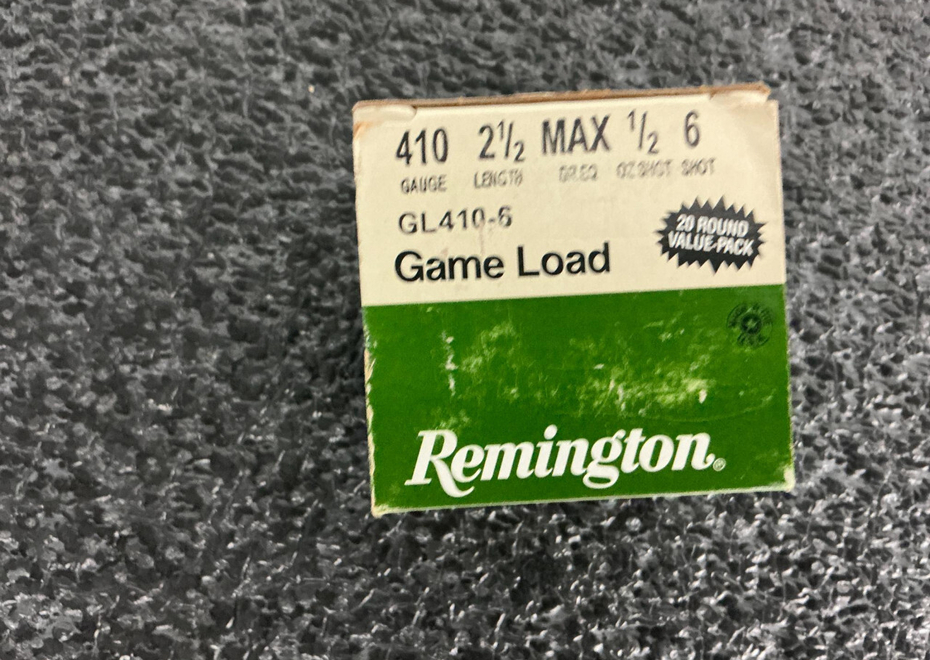 410 2½ MAX ½ 6
GAUGE LENGTH DR.EQ OZ.SHOT SHOT
GL410-6
Game Load
20 ROUND
VALUE-PACK
Remington®